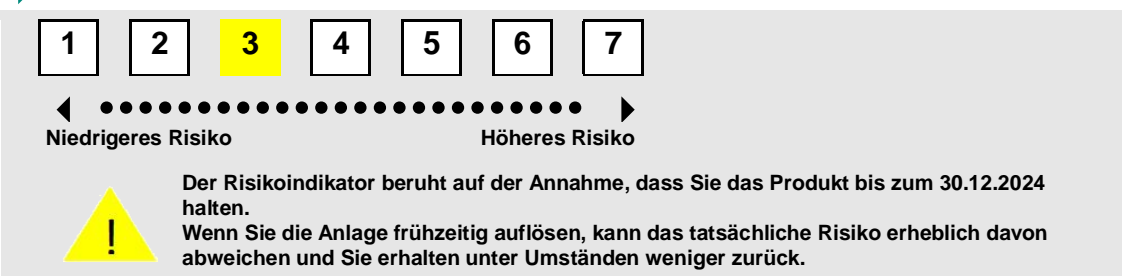 1 2 3 4 5 6 7
Niedrigeres Risiko Höheres Risiko
Der Risikoindikator beruht auf der Annahme, dass Sie das Produkt bis zum 30.12.2024
halten.
!
Wenn Sie die Anlage frühzeitig auflösen, kann das tatsächliche Risiko erheblich davon
abweichen und Sie erhalten unter Umständen weniger zurück.